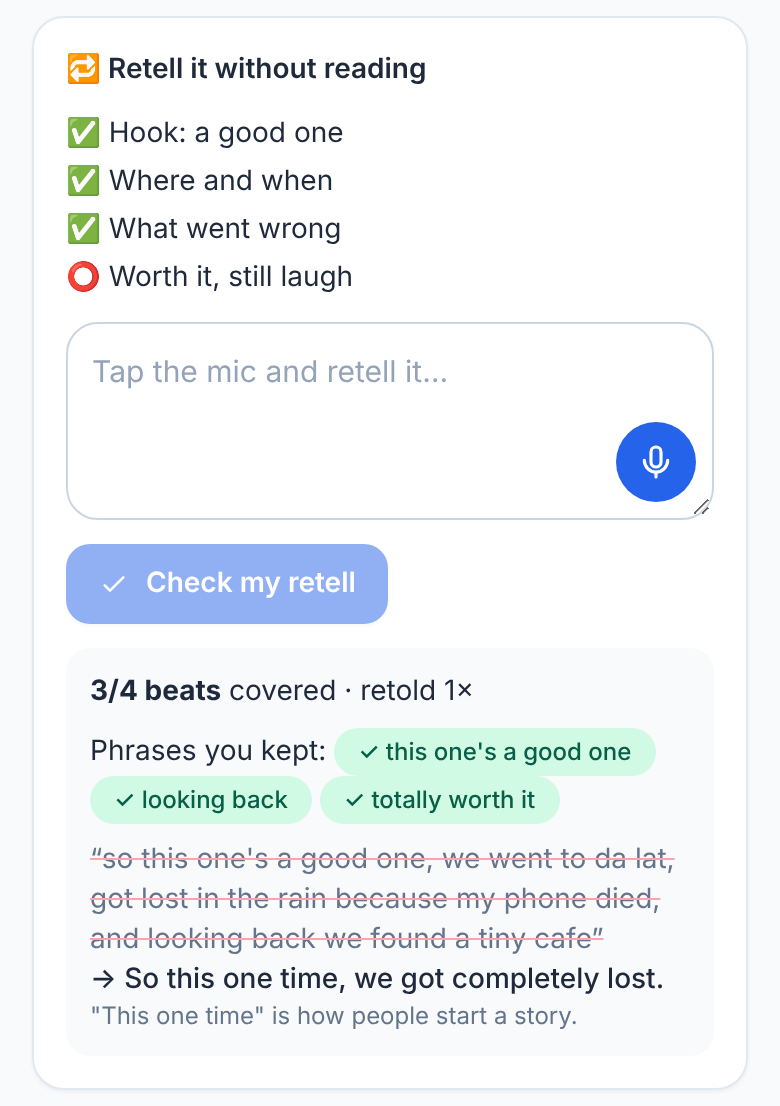 🔁 Retell it without reading
✅ Hook: a good one
✅ Where and when
✅ What went wrong
⭕ Worth it, still laugh
Tap the mic and retell it...
✓ Check my retell
3/4 beats covered · retold 1×
Phrases you kept: ✓ this one's a good one
✓ looking back ✓ totally worth it
“so this one's a good one, we went to da lat,
got lost in the rain because my phone died,
and looking back we found a tiny cafe”
→ So this one time, we got completely lost.
"This one time" is how people start a story.